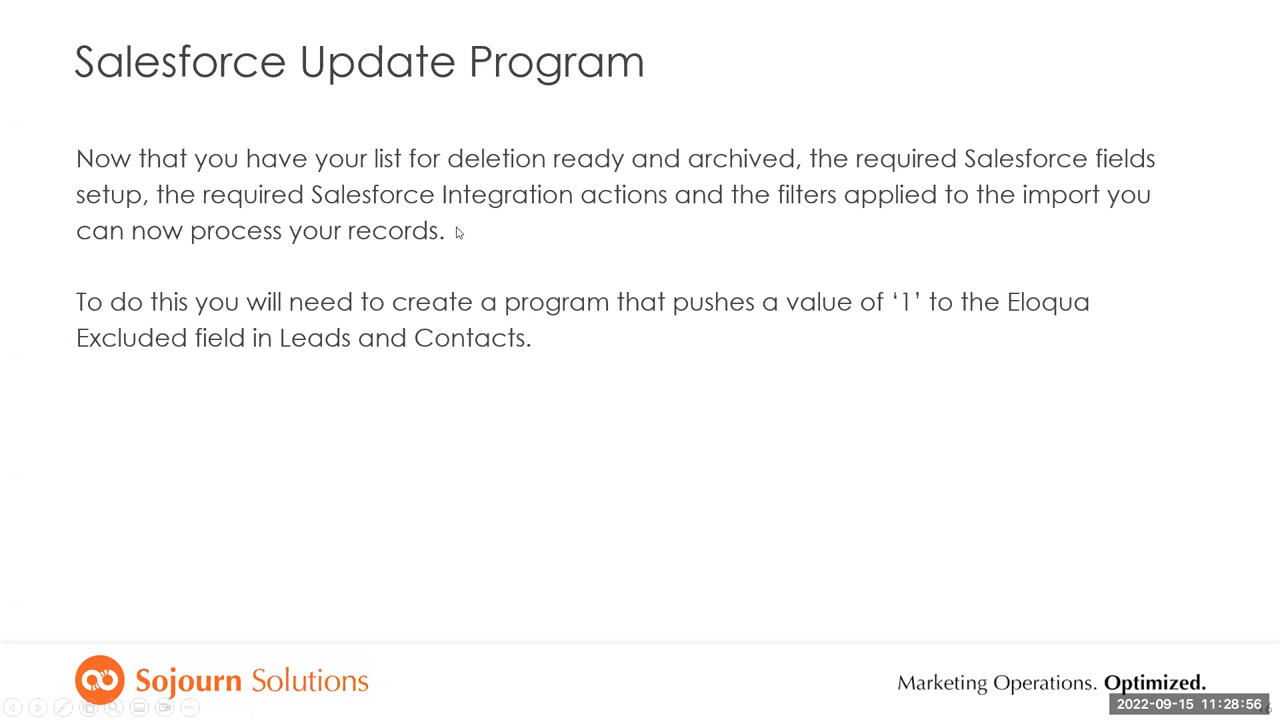 Salesforce Update Program
Now that you have your list for deletion ready and archived, the required Salesforce fields
setup, the required Salesforce Integration actions and the filters applied to the import you
can now process your records.
To do this you will need to create a program that pushes a value of ‘1’ to the Eloqua
Excluded field in Leads and Contacts.
Sojourn Solutions
Marketing Operations. Optimized.
2022-09-15 11:28:56